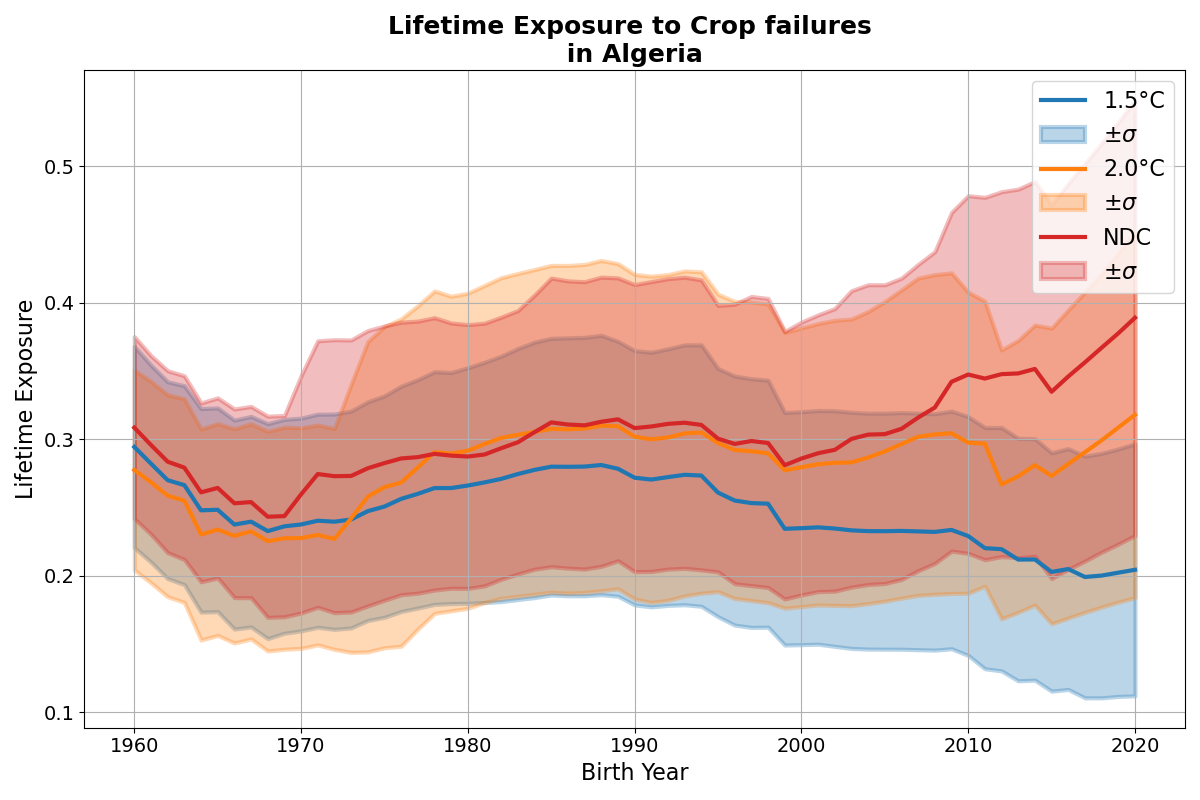 Lifetime Exposure to Crop failures
in Algeria
1.5°C
±σ
2.0°C
±σ
NDC
±σ
Lifetime Exposure
0.5
0.4
0.3
0.2
0.1
1960 1970 1980 1990 2000 2010 2020
Birth Year